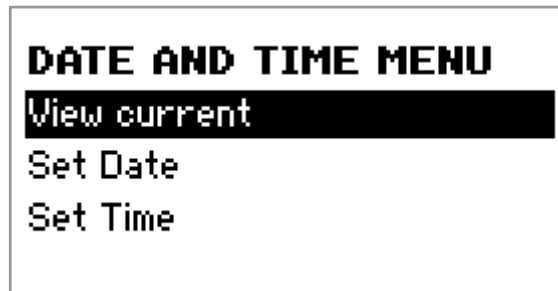 DATE AND TIME MENU
View current
Set Date
Set Time